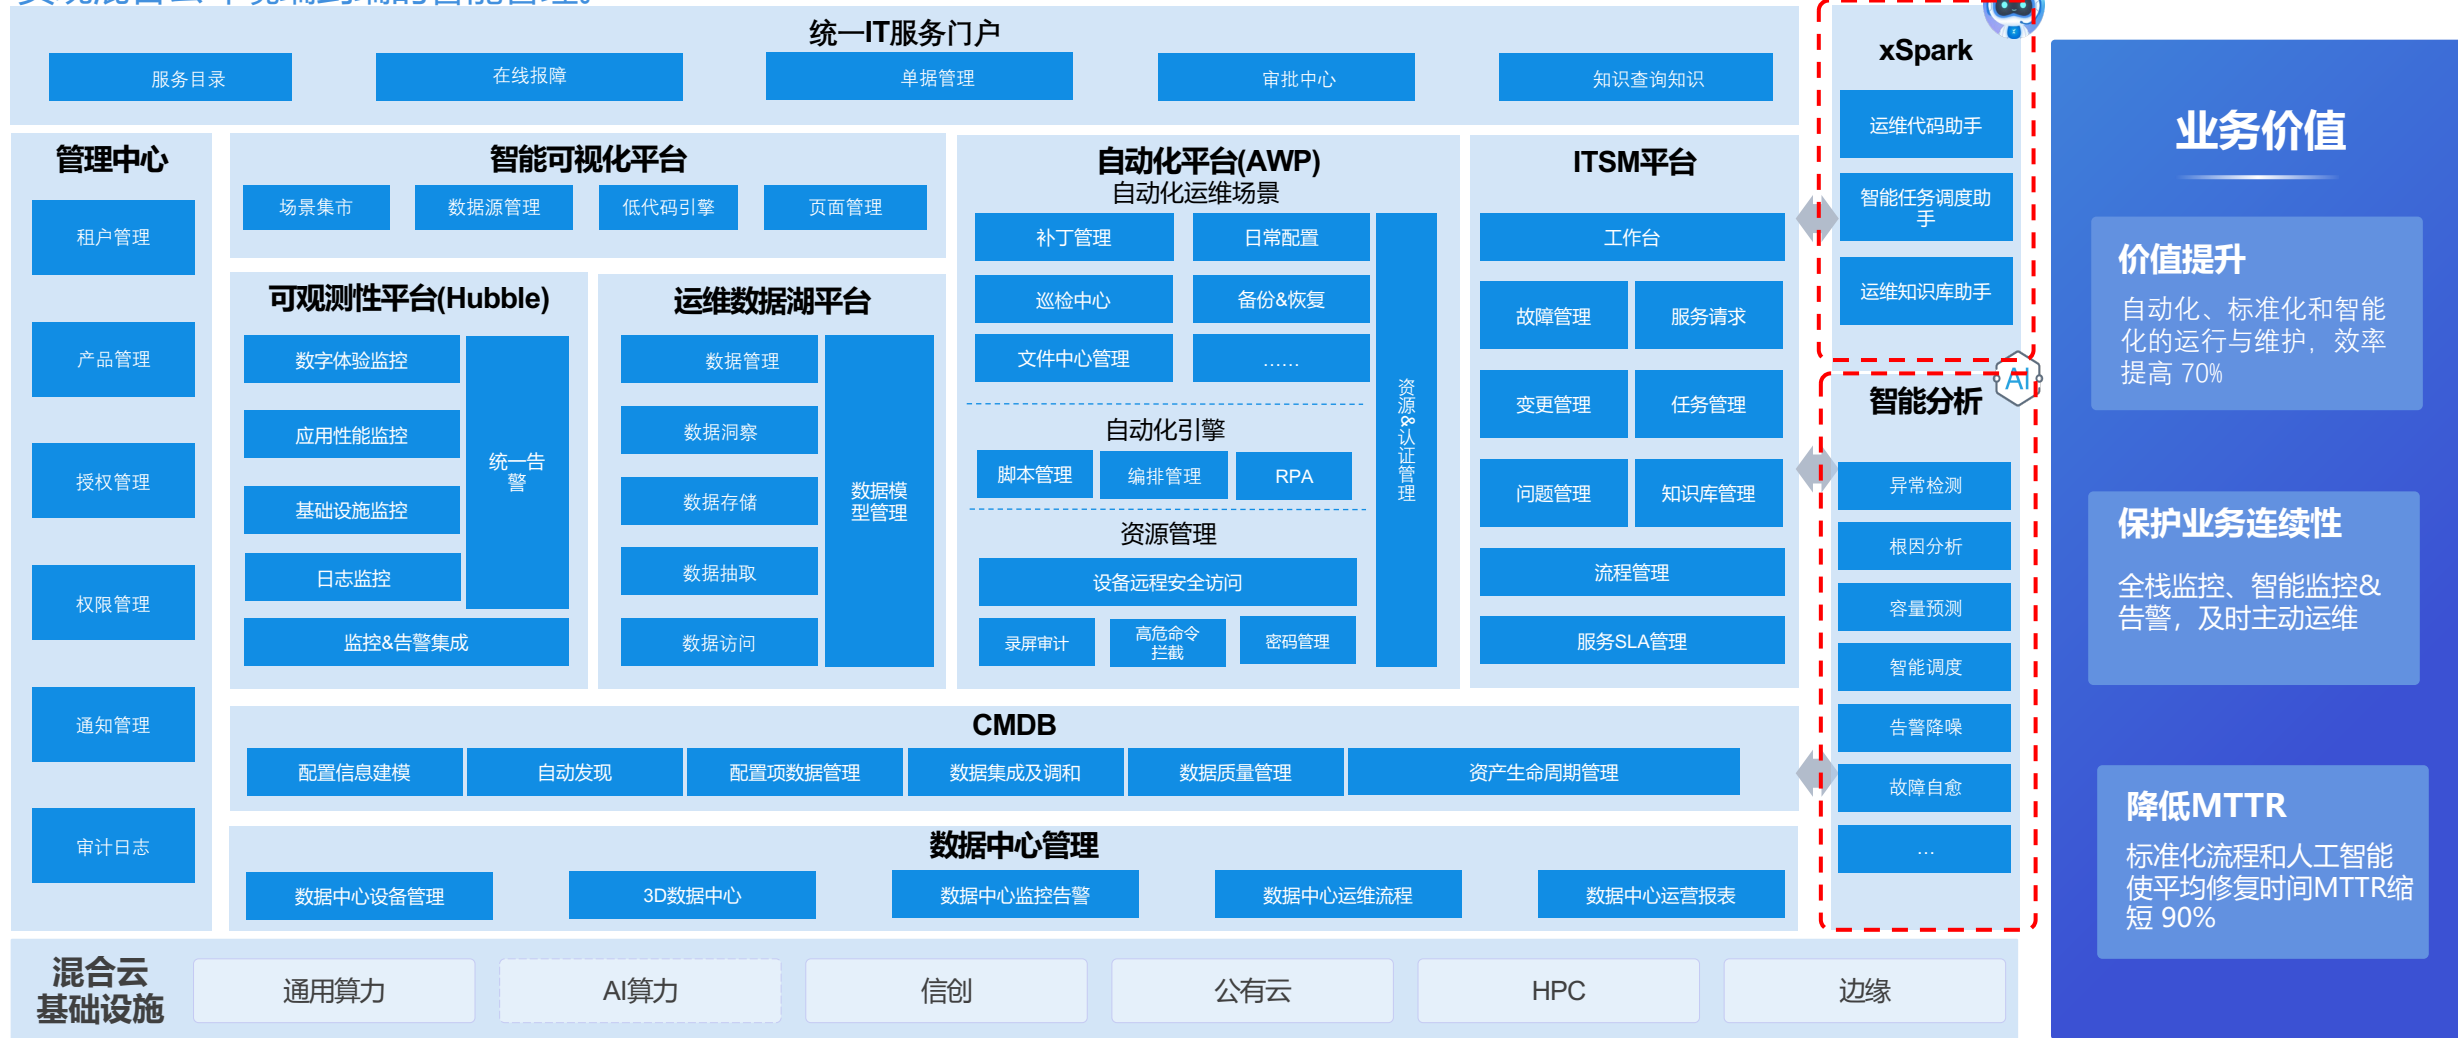 实现混合云环境端到端的智能管理。
统一IT服务门户
服务目录
在线报障
单据管理
审批中心
知识查询知识
管理中心
租户管理
产品管理
授权管理
权限管理
通知管理
审计日志
智能可视化平台
场景集市
数据源管理
低代码引擎
页面管理
可观测性平台(Hubble)
数字体验监控
应用性能监控
基础设施监控
日志监控
统一告
警
监控&告警集成
运维数据湖平台
数据管理
数据洞察
数据存储
数据抽取
数据访问
数据模
型管理
自动化平台(AWP)
自动化运维场景
补丁管理
日常配置
巡检中心
备份&恢复
文件中心管理
……
自动化引擎
脚本管理
编排管理
RPA
资源管理
设备远程安全访问
录屏审计
高危命令
拦截
密码管理
资源&认证管理
ITSM平台
工作台
故障管理
服务请求
变更管理
任务管理
问题管理
知识库管理
流程管理
服务SLA管理
CMDB
配置信息建模
自动发现
配置项数据管理
数据集成及调和
数据质量管理
资产生命周期管理
数据中心管理
数据中心设备管理
3D数据中心
数据中心监控告警
数据中心运维流程
数据中心运营报表
xSpark
运维代码助手
智能任务调度助
手
运维知识库助手
AI
智能分析
异常检测
根因分析
容量预测
智能调度
告警降噪
故障自愈
…
混合云
基础设施
通用算力
AI算力
信创
公有云
HPC
边缘
业务价值
价值提升
自动化、标准化和智能
化的运行与维护，效率
提高 70%
保护业务连续性
全栈监控、智能监控&
告警，及时主动运维
降低MTTR
标准化流程和人工智能
使平均修复时间MTTR缩
短 90%